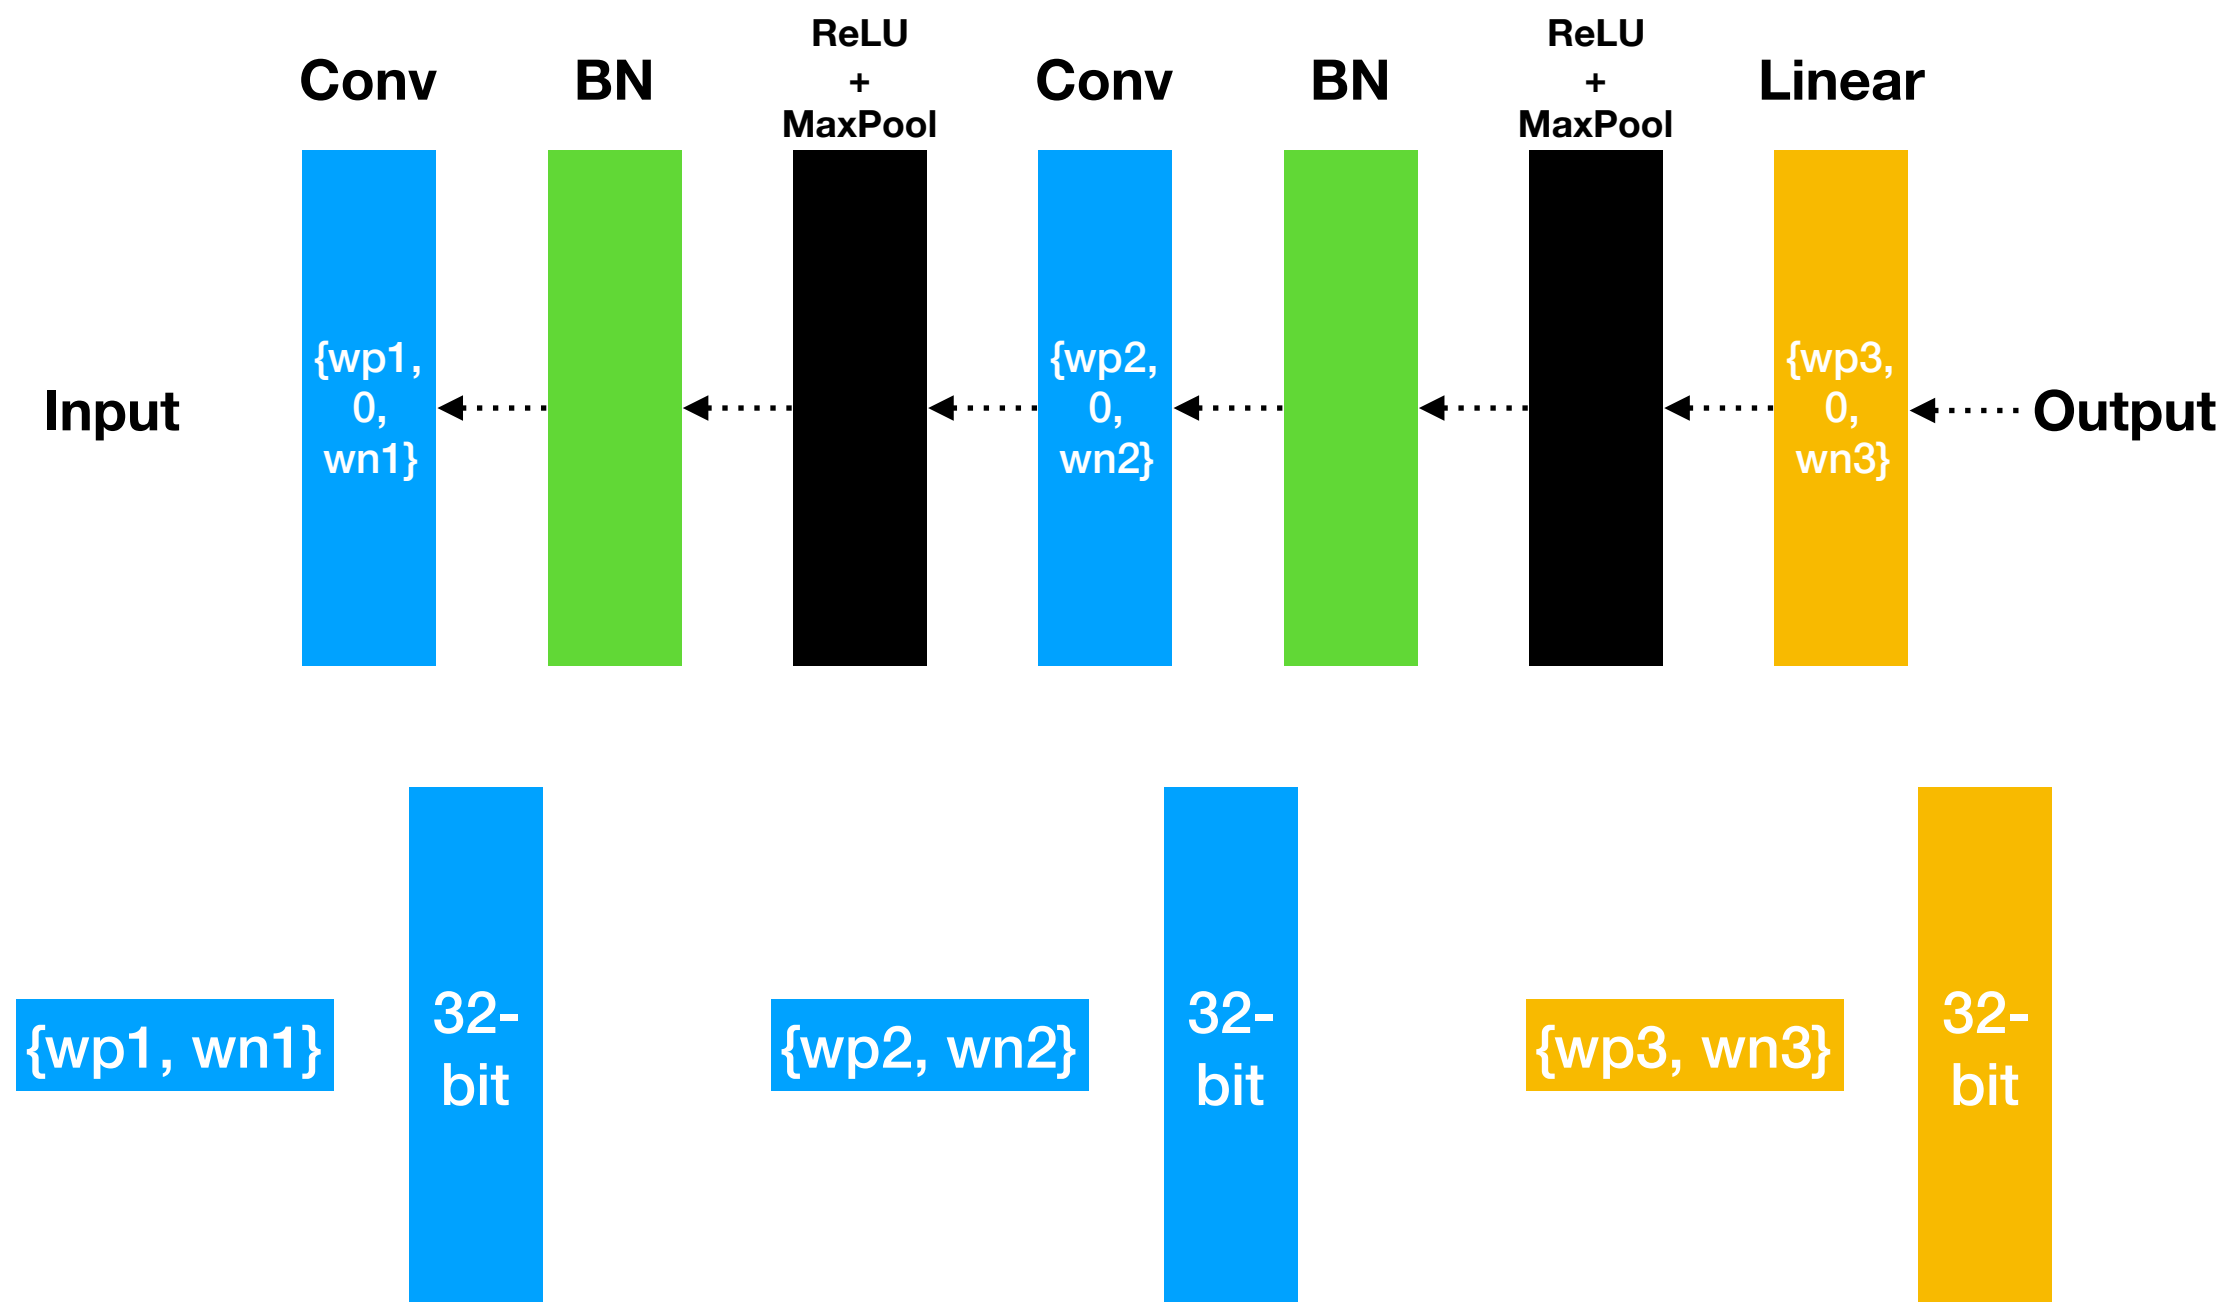 ReLU
+
MaxPool
ReLU
+
MaxPool
Conv
BN
Conv
BN
Linear
{wp1,
0,
wn1}
{wp2,
0,
wn2}
{wp3,
0,
wn3}
Input
Output
{wp1, wn1}
32-
bit
{wp2, wn2}
32-
bit
{wp3, wn3}
32-
bit